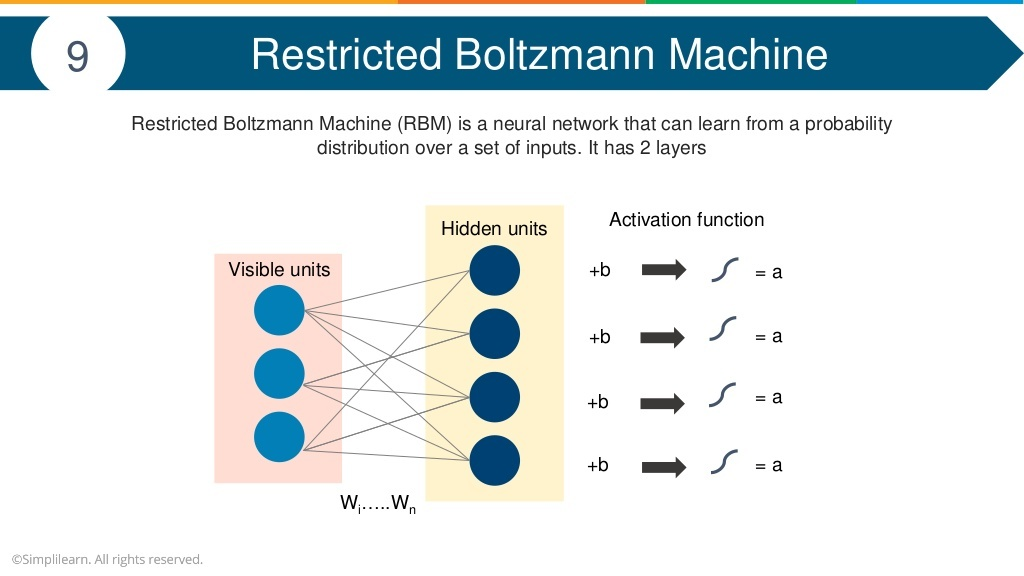 9
Restricted Boltzmann Machine
Restricted Boltzmann Machine (RBM) is a neural network that can learn from a probability
distribution over a set of inputs. It has 2 layers
Visible units
Hidden units
Activation function
+b = a
+b = a
+b = a
+b = a
Wi…..Wn
©Simplilearn. All rights reserved.